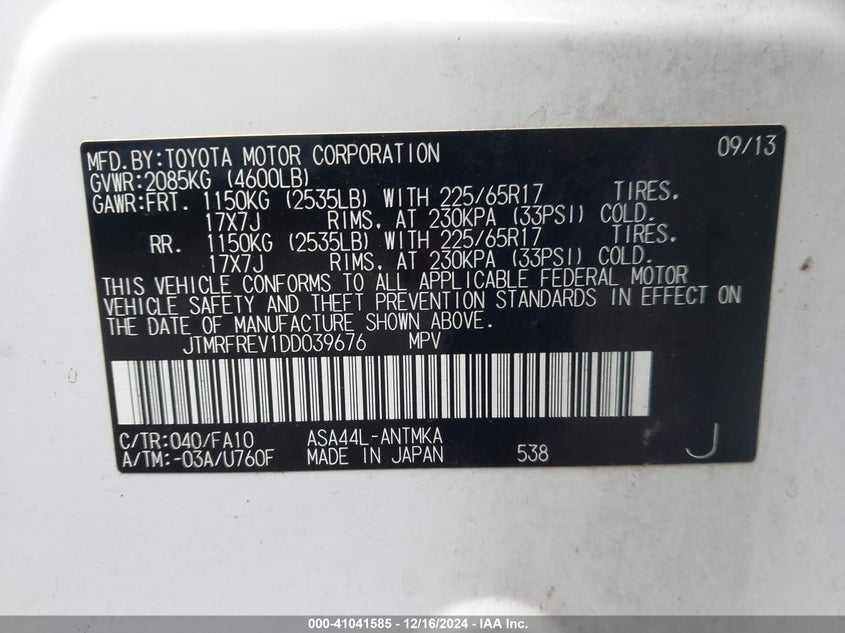 MFD.BY:TOYOTA MOTOR CORPORATION 09/13
GVWR:2085KG (4600LB)
GAWR:FRT. 1150KG (2535LB) WITH 225/65R17 TIRES.
17X7J RIMS, AT 230KPA (33PSI) COLD.
RR. 1150KG (2535LB) WITH 225/65R17 TIRES.
17X7J RIMS, AT 230KPA (33PSI) COLD.
THIS VEHICLE CONFORMS TO ALL APPLICABLE FEDERAL MOTOR
VEHICLE SAFETY AND THEFT PREVENTION STANDARDS IN EFFECT ON
THE DATE OF MANUFACTURE SHOWN ABOVE.
JTMRFREV1DD039676 MPV
C/TR:040/FA10 ASA44L-ANTMKA
A/TM:-03A/U760F MADE IN JAPAN 538 J
000-41041585 - 12/16/2024 - IAA Inc.